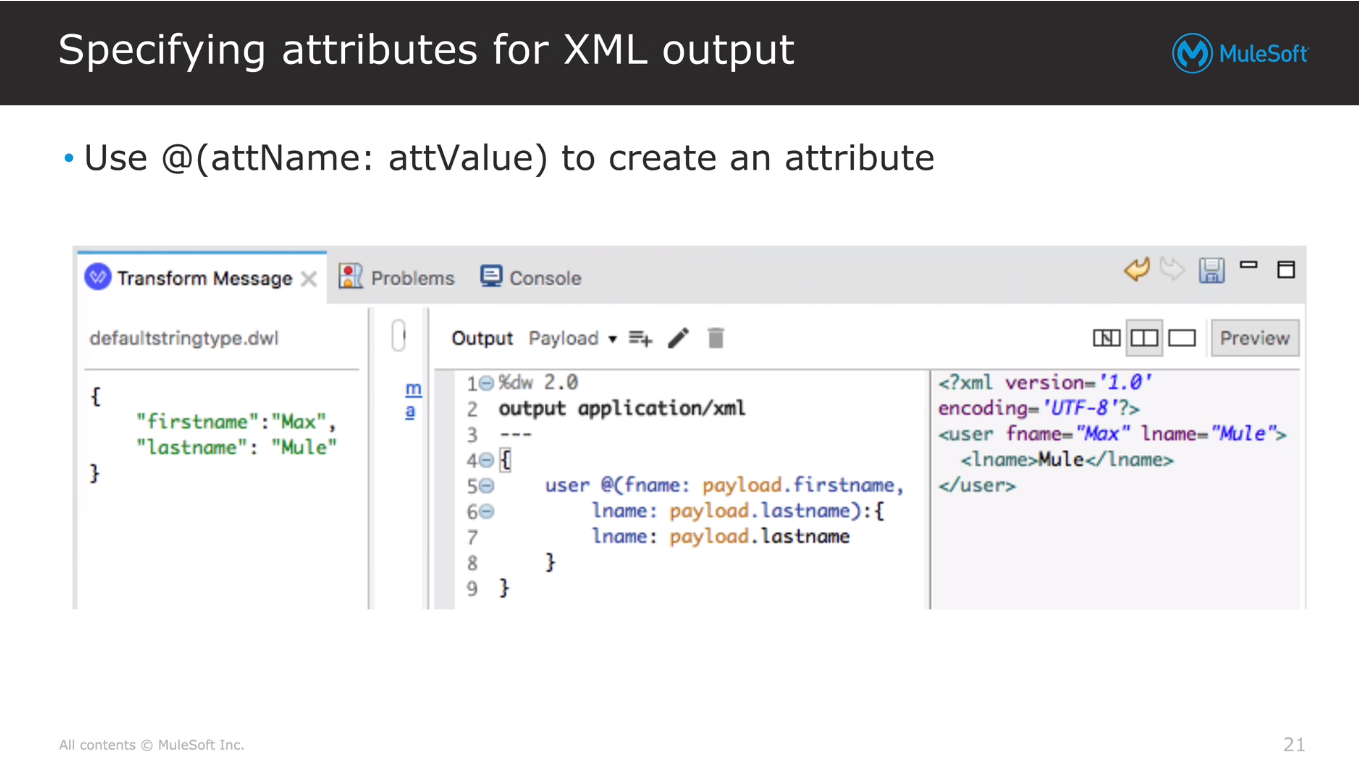 Specifying attributes for XML output
MuleSoft
• Use @(attName: attValue) to create an attribute
Transform Message
Problems
Console
defaultstringtype.dwl
Output Payload
Preview
{
"firstname":"Max",
"lastname": "Mule"
}
m
a
1 %dw 2.0
2 output application/xml
3 ---
4 {
5 user @(fname: payload.firstname,
6 lname: payload.lastname):{
7 lname: payload.lastname
8 }
9 }
<?xml version='1.0'
encoding='UTF-8'?>
<user fname="Max" lname="Mule">
<lname>Mule</lname>
</user>
All contents © MuleSoft Inc.
21